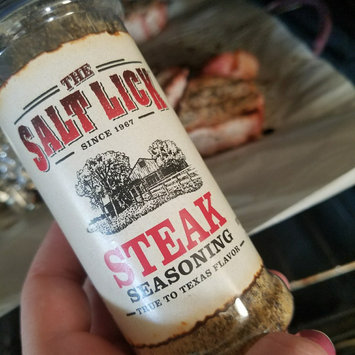 THE
SALT LICK
SINCE 1967
STEAK
SEASONING
TRUE TO TEXAS FLAVOR